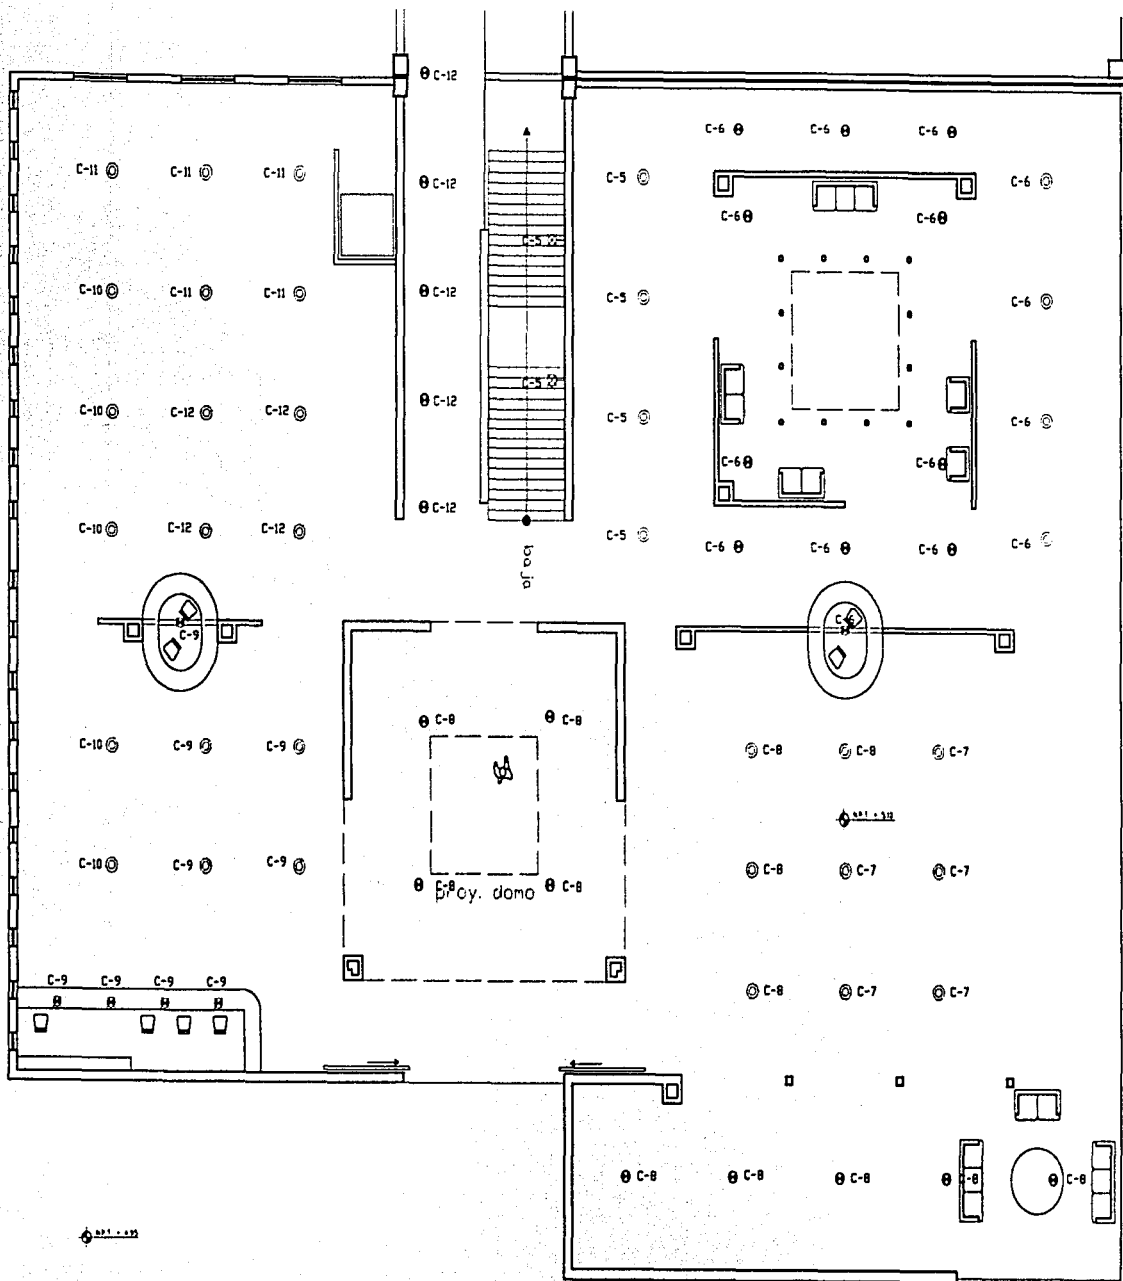 C-12
C-6 C-6 C-6
C-11 C-11 C-11 C-12 C-5 C-6
C-6 C-6
C-5
C-10 C-11 C-11 C-12 C-5 C-6
C-5
C-10 C-12 C-12 C-12 C-5 C-6
C-6 C-6
C-12
C-10 C-12 C-12 C-5 C-6 C-6 C-6 C-6
baja
C-9 C-6
C-8 C-8
C-10 C-9 C-9 C-8 C-8 C-7
C-10 C-9 C-9 C-8 C-7 C-7
C-8 C-8
proy. domo
C-9 C-9 C-9 C-9
C-8 C-7 C-7
C-8 C-8 C-8 C-8 C-8